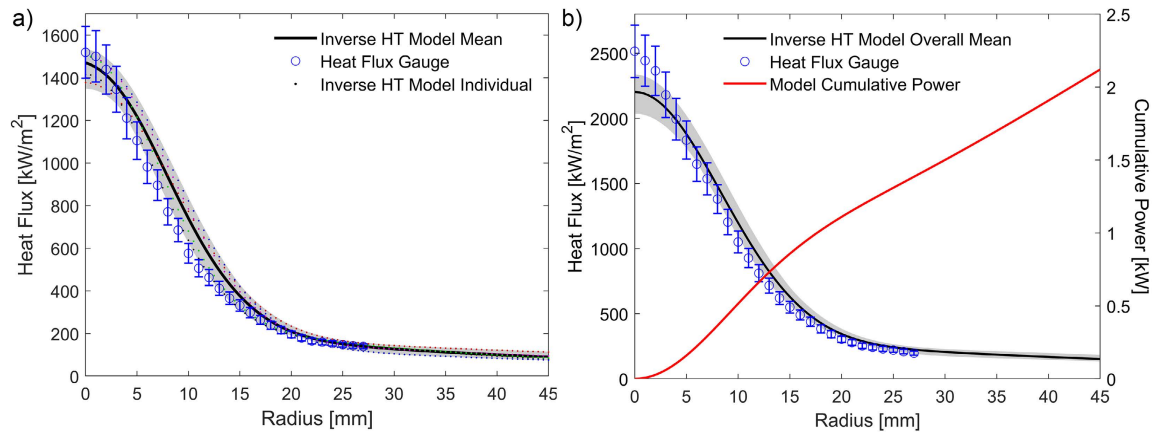 a)
1600
1400
1200
1000
800
600
400
200
0
Heat Flux [kW/m²]
Inverse HT Model Mean
Heat Flux Gauge
Inverse HT Model Individual
0 5 10 15 20 25 30 35 40 45
Radius [mm]
b)
2500
2000
1500
1000
500
0
Heat Flux [kW/m²]
Inverse HT Model Overall Mean
Heat Flux Gauge
Model Cumulative Power
2.5
2
1.5
1
0.5
0
Cumulative Power [kW]
0 5 10 15 20 25 30 35 40 45
Radius [mm]